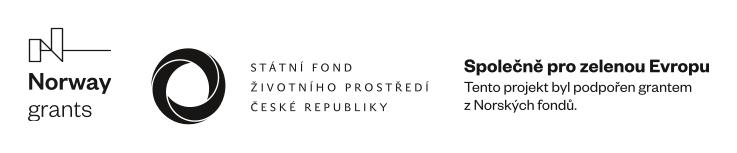 Norway
grants
STÁTNÍ FOND
ŽIVOTNÍHO PROSTŘEDÍ
ČESKÉ REPUBLIKY
Společně pro zelenou Evropu
Tento projekt byl podpořen grantem
z Norských fondů.